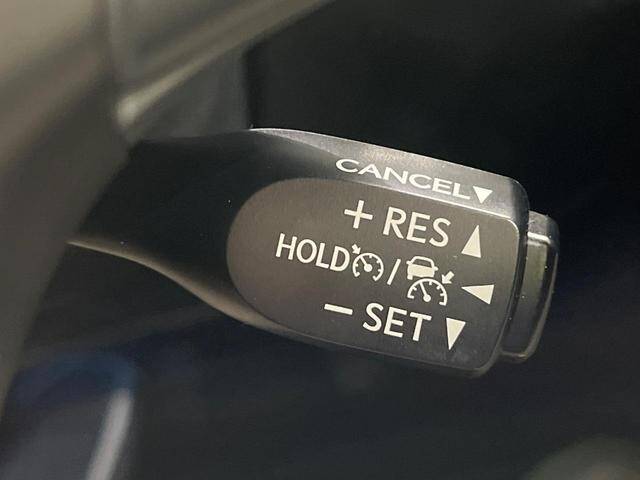 CANCEL▼
+ RES ▲
HOLD / ◀
− SET ▼